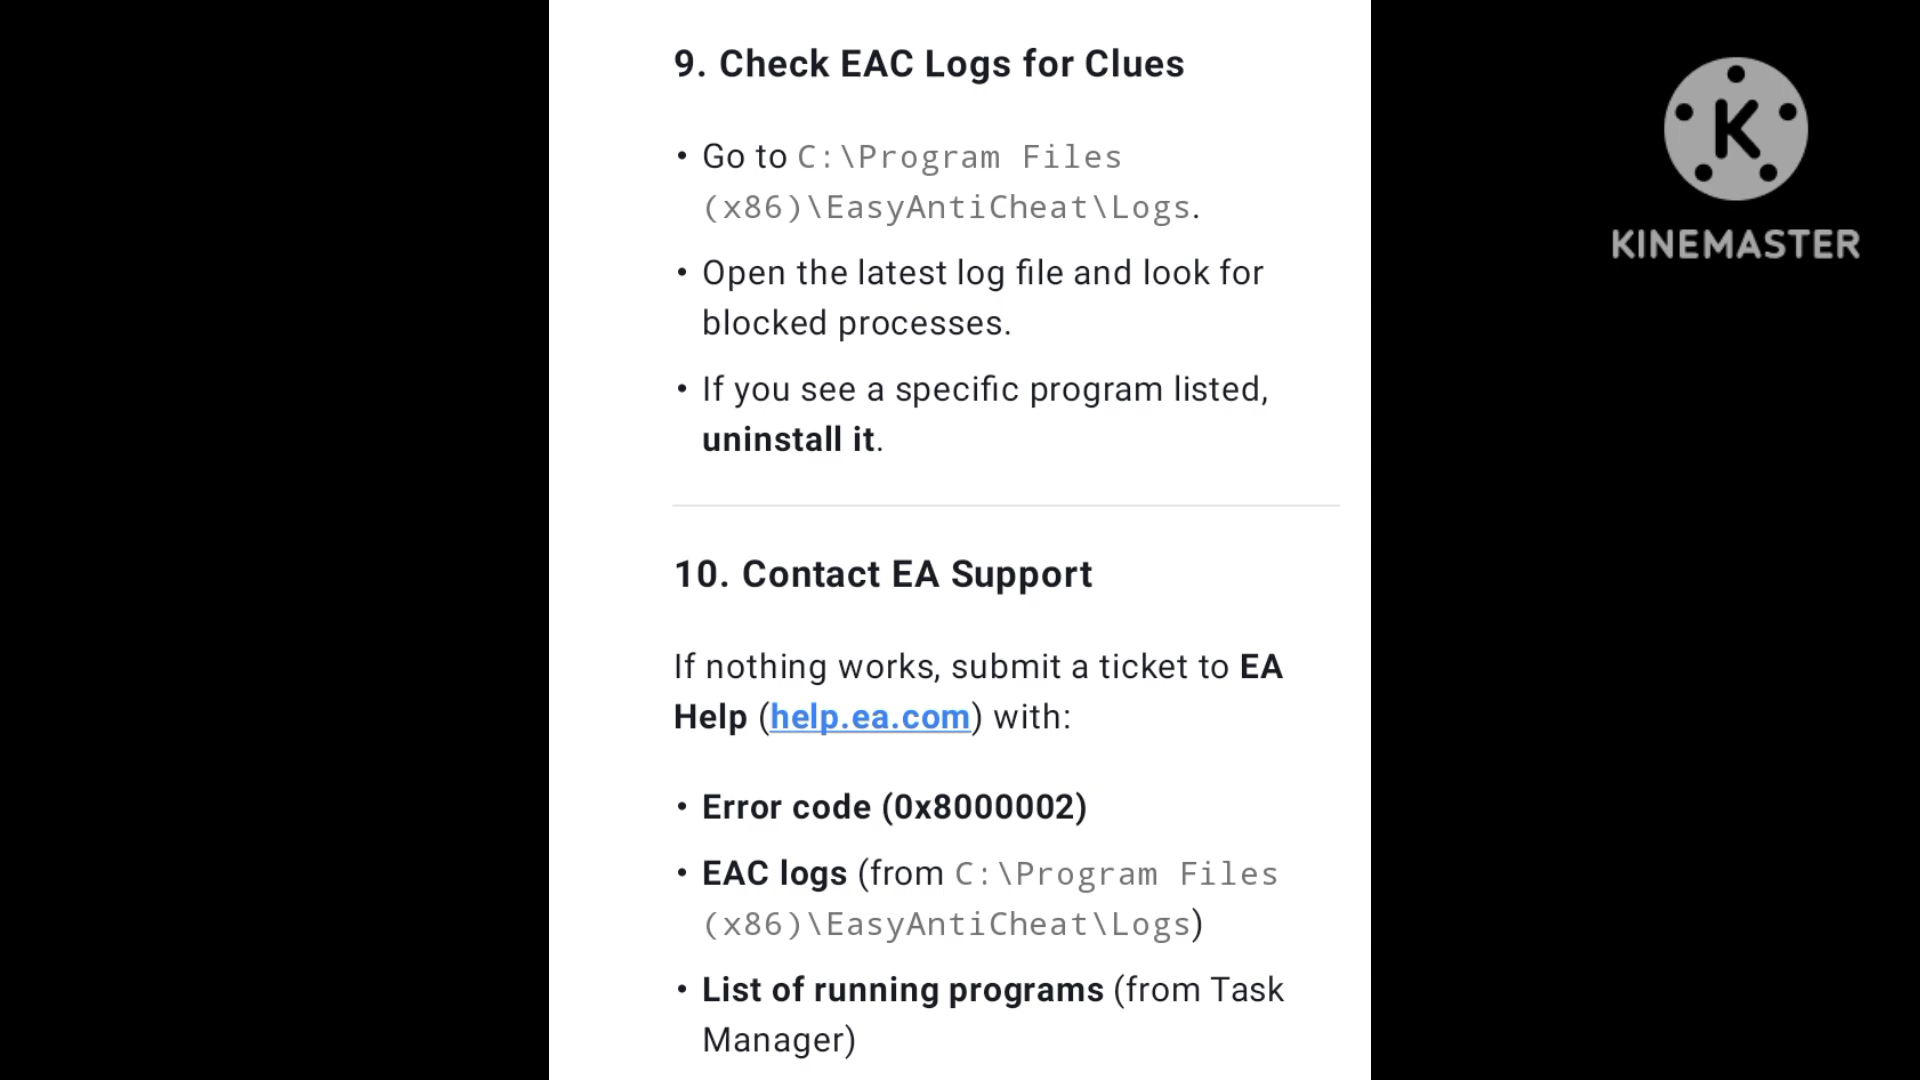 9. Check EAC Logs for Clues
• Go to C:\Program Files
(x86)\EasyAntiCheat\Logs.
• Open the latest log file and look for
blocked processes.
• If you see a specific program listed,
uninstall it.
10. Contact EA Support
If nothing works, submit a ticket to EA
Help (help.ea.com) with:
• Error code (0x8000002)
• EAC logs (from C:\Program Files
(x86)\EasyAntiCheat\Logs)
• List of running programs (from Task
Manager)
K
KINEMASTER